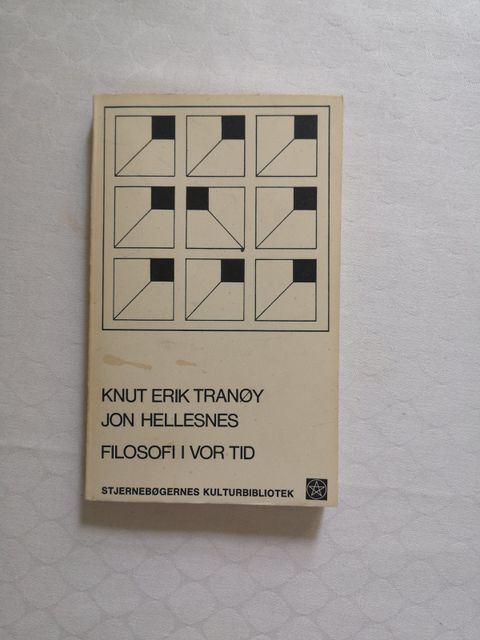 KNUT ERIK TRANØY
JON HELLESNES
FILOSOFI I VOR TID
STJERNEBØGERNES KULTURBIBLIOTEK